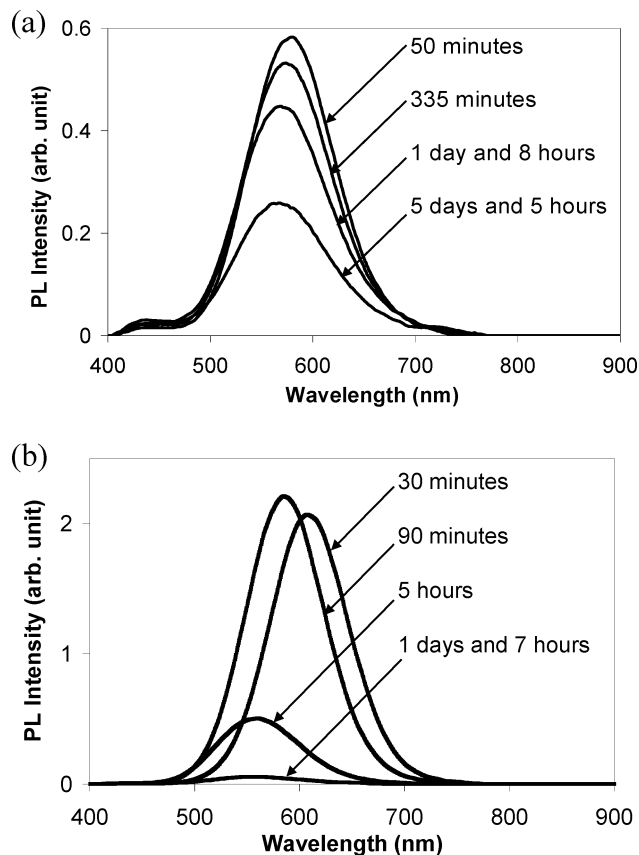 (a)
0.6
0.4
0.2
0
PL Intensity (arb. unit)
50 minutes
335 minutes
1 day and 8 hours
5 days and 5 hours
400 500 600 700 800 900
Wavelength (nm)
(b)
2
1
0
PL Intensity (arb. unit)
30 minutes
90 minutes
5 hours
1 days and 7 hours
400 500 600 700 800 900
Wavelength (nm)